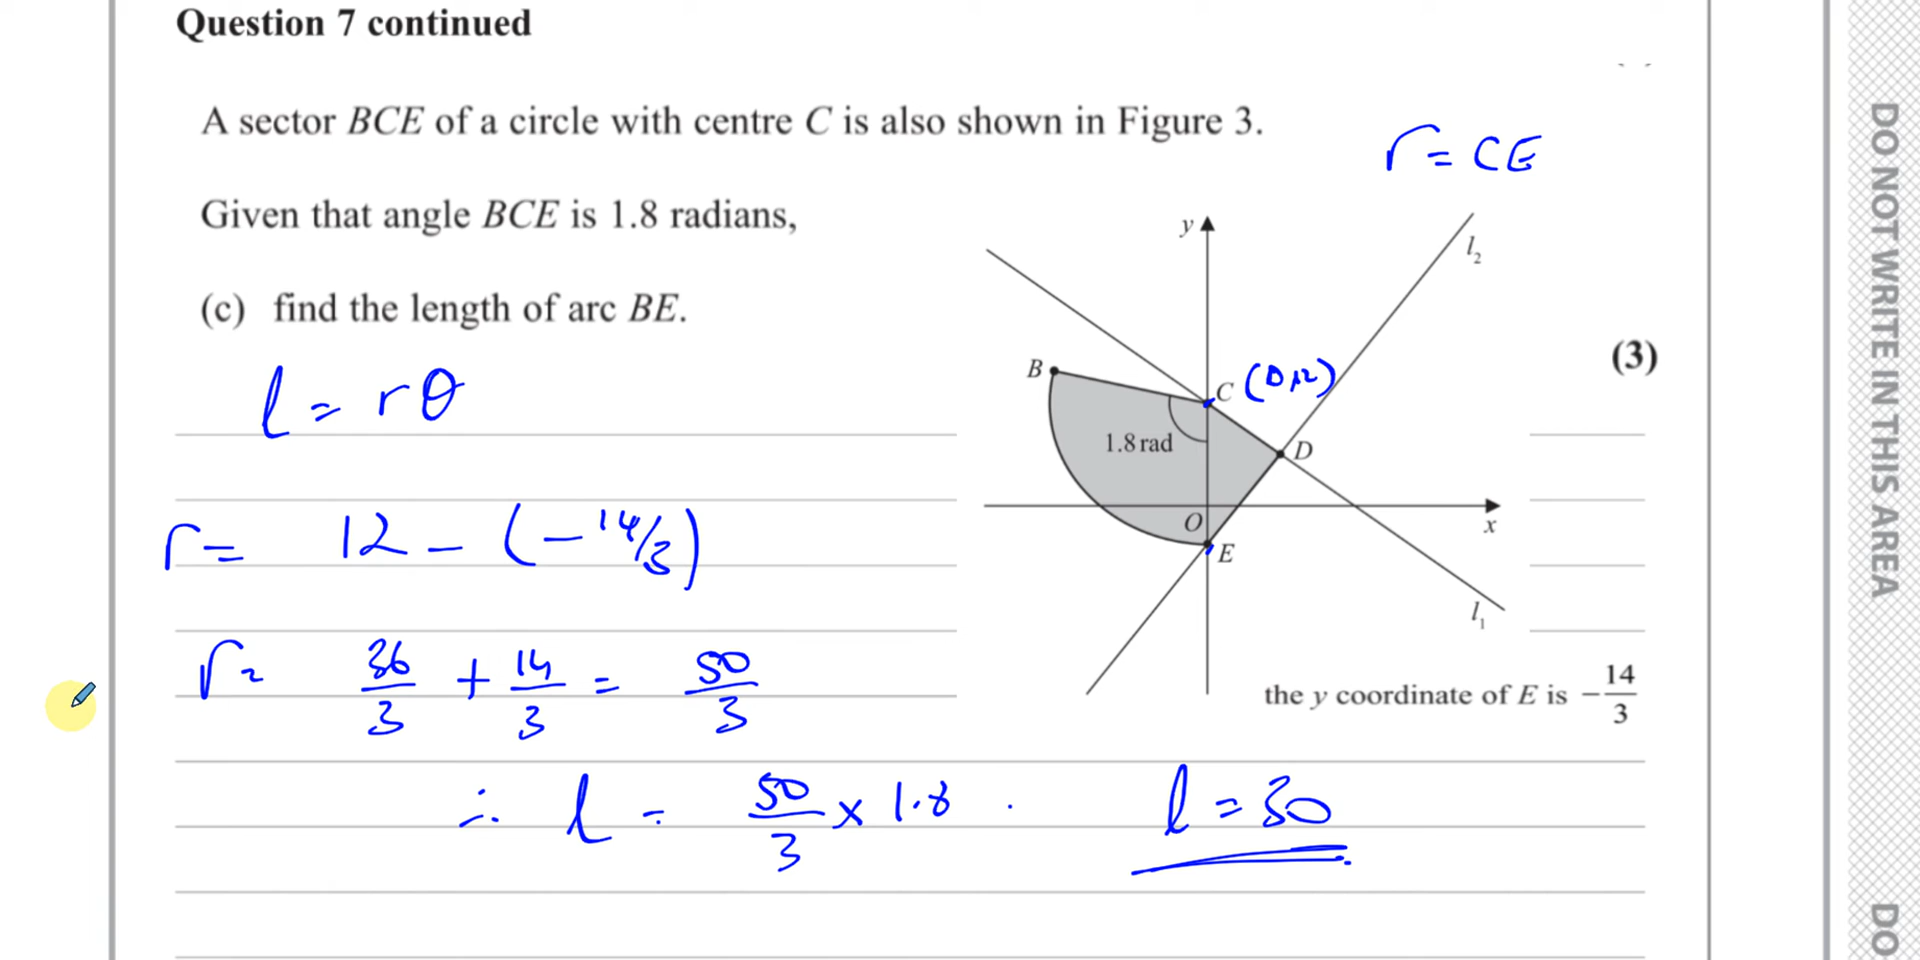 Question 7 continued
A sector BCE of a circle with centre C is also shown in Figure 3.
r = CE
Given that angle BCE is 1.8 radians,
(c) find the length of arc BE.
(3)
l = rθ
r = 12 - (-14/3)
r = 36/3 + 14/3 = 50/3
∴ l = 50/3 × 1.8 .
l = 30
y
l₂
B
C (0,12)
1.8 rad
D
O
x
E
l₁
the y coordinate of E is -14/3
DO NOT WRITE IN THIS AREA
DO